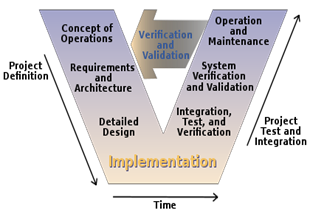 Concept of
Operations
Verification
and
Validation
Operation
and
Maintenance
Project
Definition
Requirements
and
Architecture
System
Verification
and Validation
Detailed
Design
Integration,
Test, and
Verification
Project
Test and
Integration
Implementation
Time